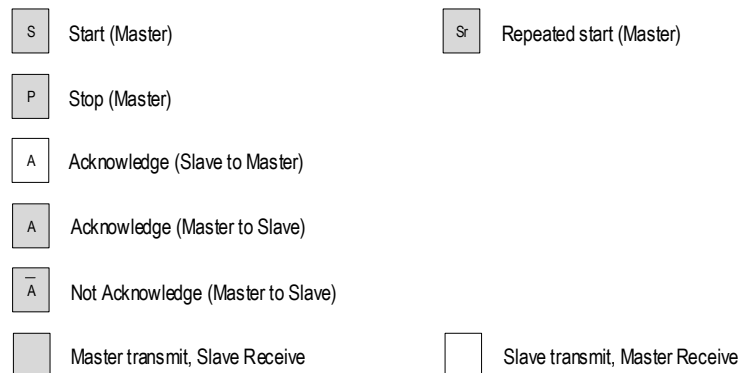 S Start (Master) Sr Repeated start (Master)
P Stop (Master)
A Acknowledge (Slave to Master)
A Acknowledge (Master to Slave)
A̅ Not Acknowledge (Master to Slave)
Master transmit, Slave Receive Slave transmit, Master Receive